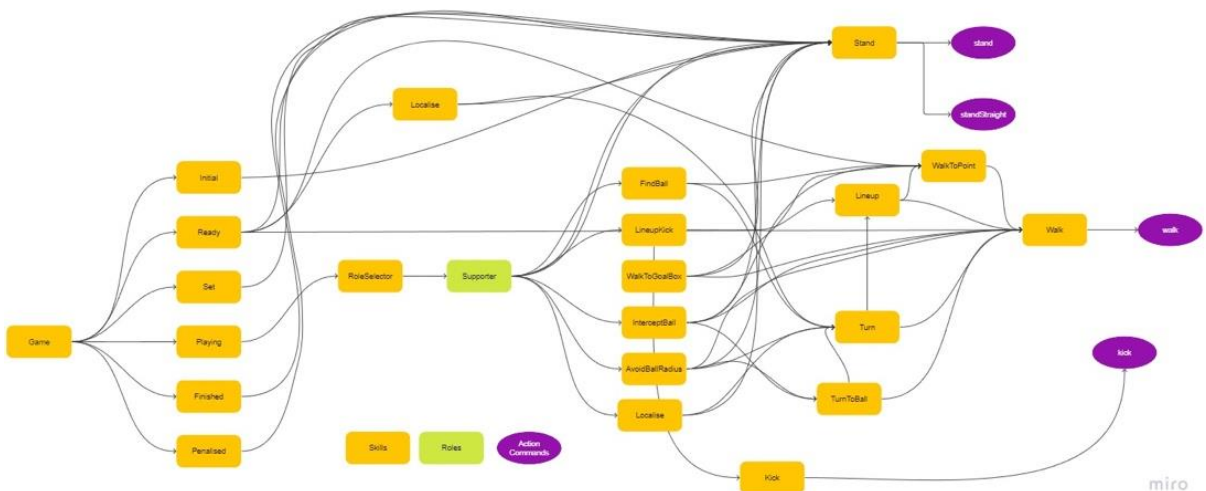 Stand
stand
Localise
standStraight
WalkToPoint
Initial
FindBall
Lineup
Ready
LineupKick
Walk
walk
RoleSelector
Supporter
WalkToGoalBox
Set
InterceptBall
Turn
Game
Playing
kick
AvoidBallRadius
Finished
TurnToBall
Localise
Penalised
Skills
Roles
Action
Commands
Kick
miro